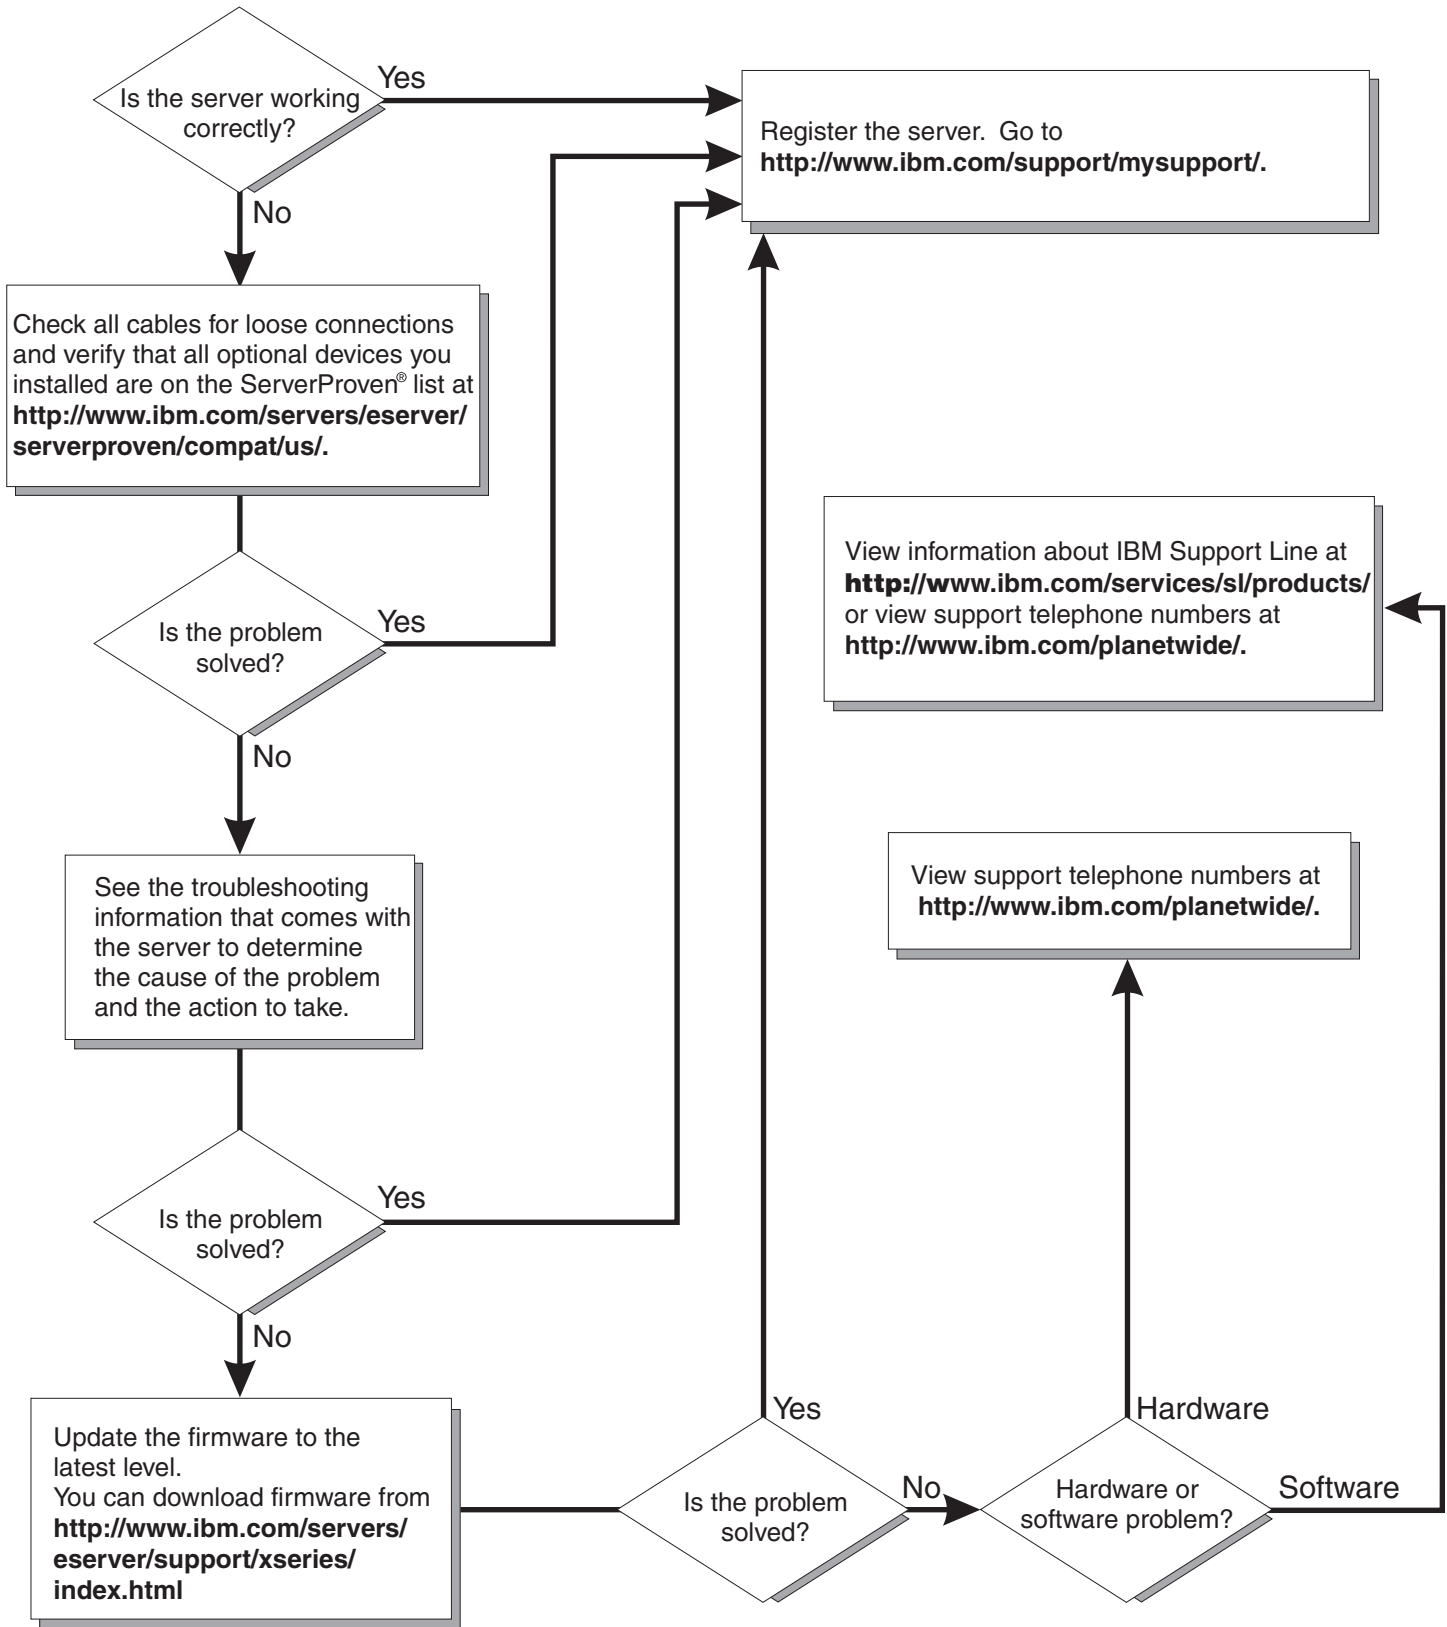 Is the server working
correctly?
Yes
No
Register the server. Go to
http://www.ibm.com/support/mysupport/.
Check all cables for loose connections
and verify that all optional devices you
installed are on the ServerProven® list at
http://www.ibm.com/servers/eserver/
serverproven/compat/us/.
Is the problem
solved?
Yes
No
View information about IBM Support Line at
http://www.ibm.com/services/sl/products/
or view support telephone numbers at
http://www.ibm.com/planetwide/.
See the troubleshooting
information that comes with
the server to determine
the cause of the problem
and the action to take.
View support telephone numbers at
http://www.ibm.com/planetwide/.
Is the problem
solved?
Yes
No
Update the firmware to the
latest level.
You can download firmware from
http://www.ibm.com/servers/
eserver/support/xseries/
index.html
Is the problem
solved?
Yes
No
Hardware or
software problem?
Hardware
Software